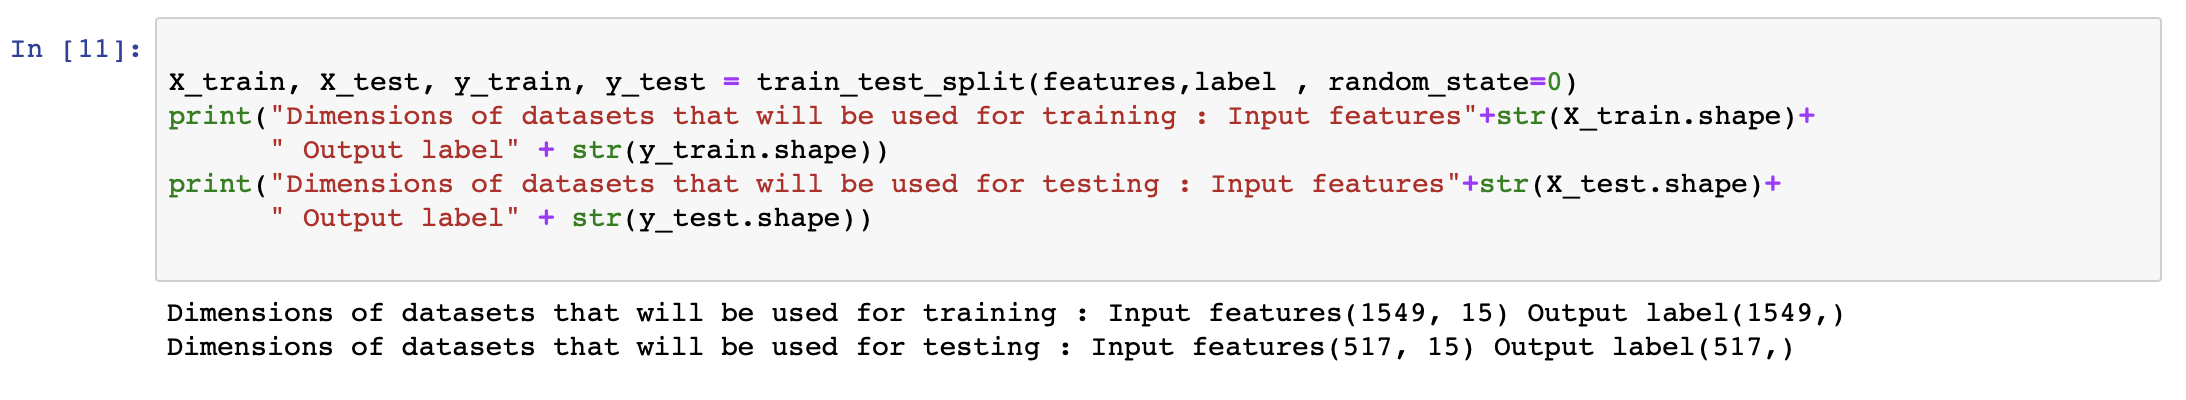 In [11]:
X_train, X_test, y_train, y_test = train_test_split(features,label , random_state=0)
print("Dimensions of datasets that will be used for training : Input features"+str(X_train.shape)+
      " Output label" + str(y_train.shape))
print("Dimensions of datasets that will be used for testing : Input features"+str(X_test.shape)+
      " Output label" + str(y_test.shape))
Dimensions of datasets that will be used for training : Input features(1549, 15) Output label(1549,)
Dimensions of datasets that will be used for testing : Input features(517, 15) Output label(517,)